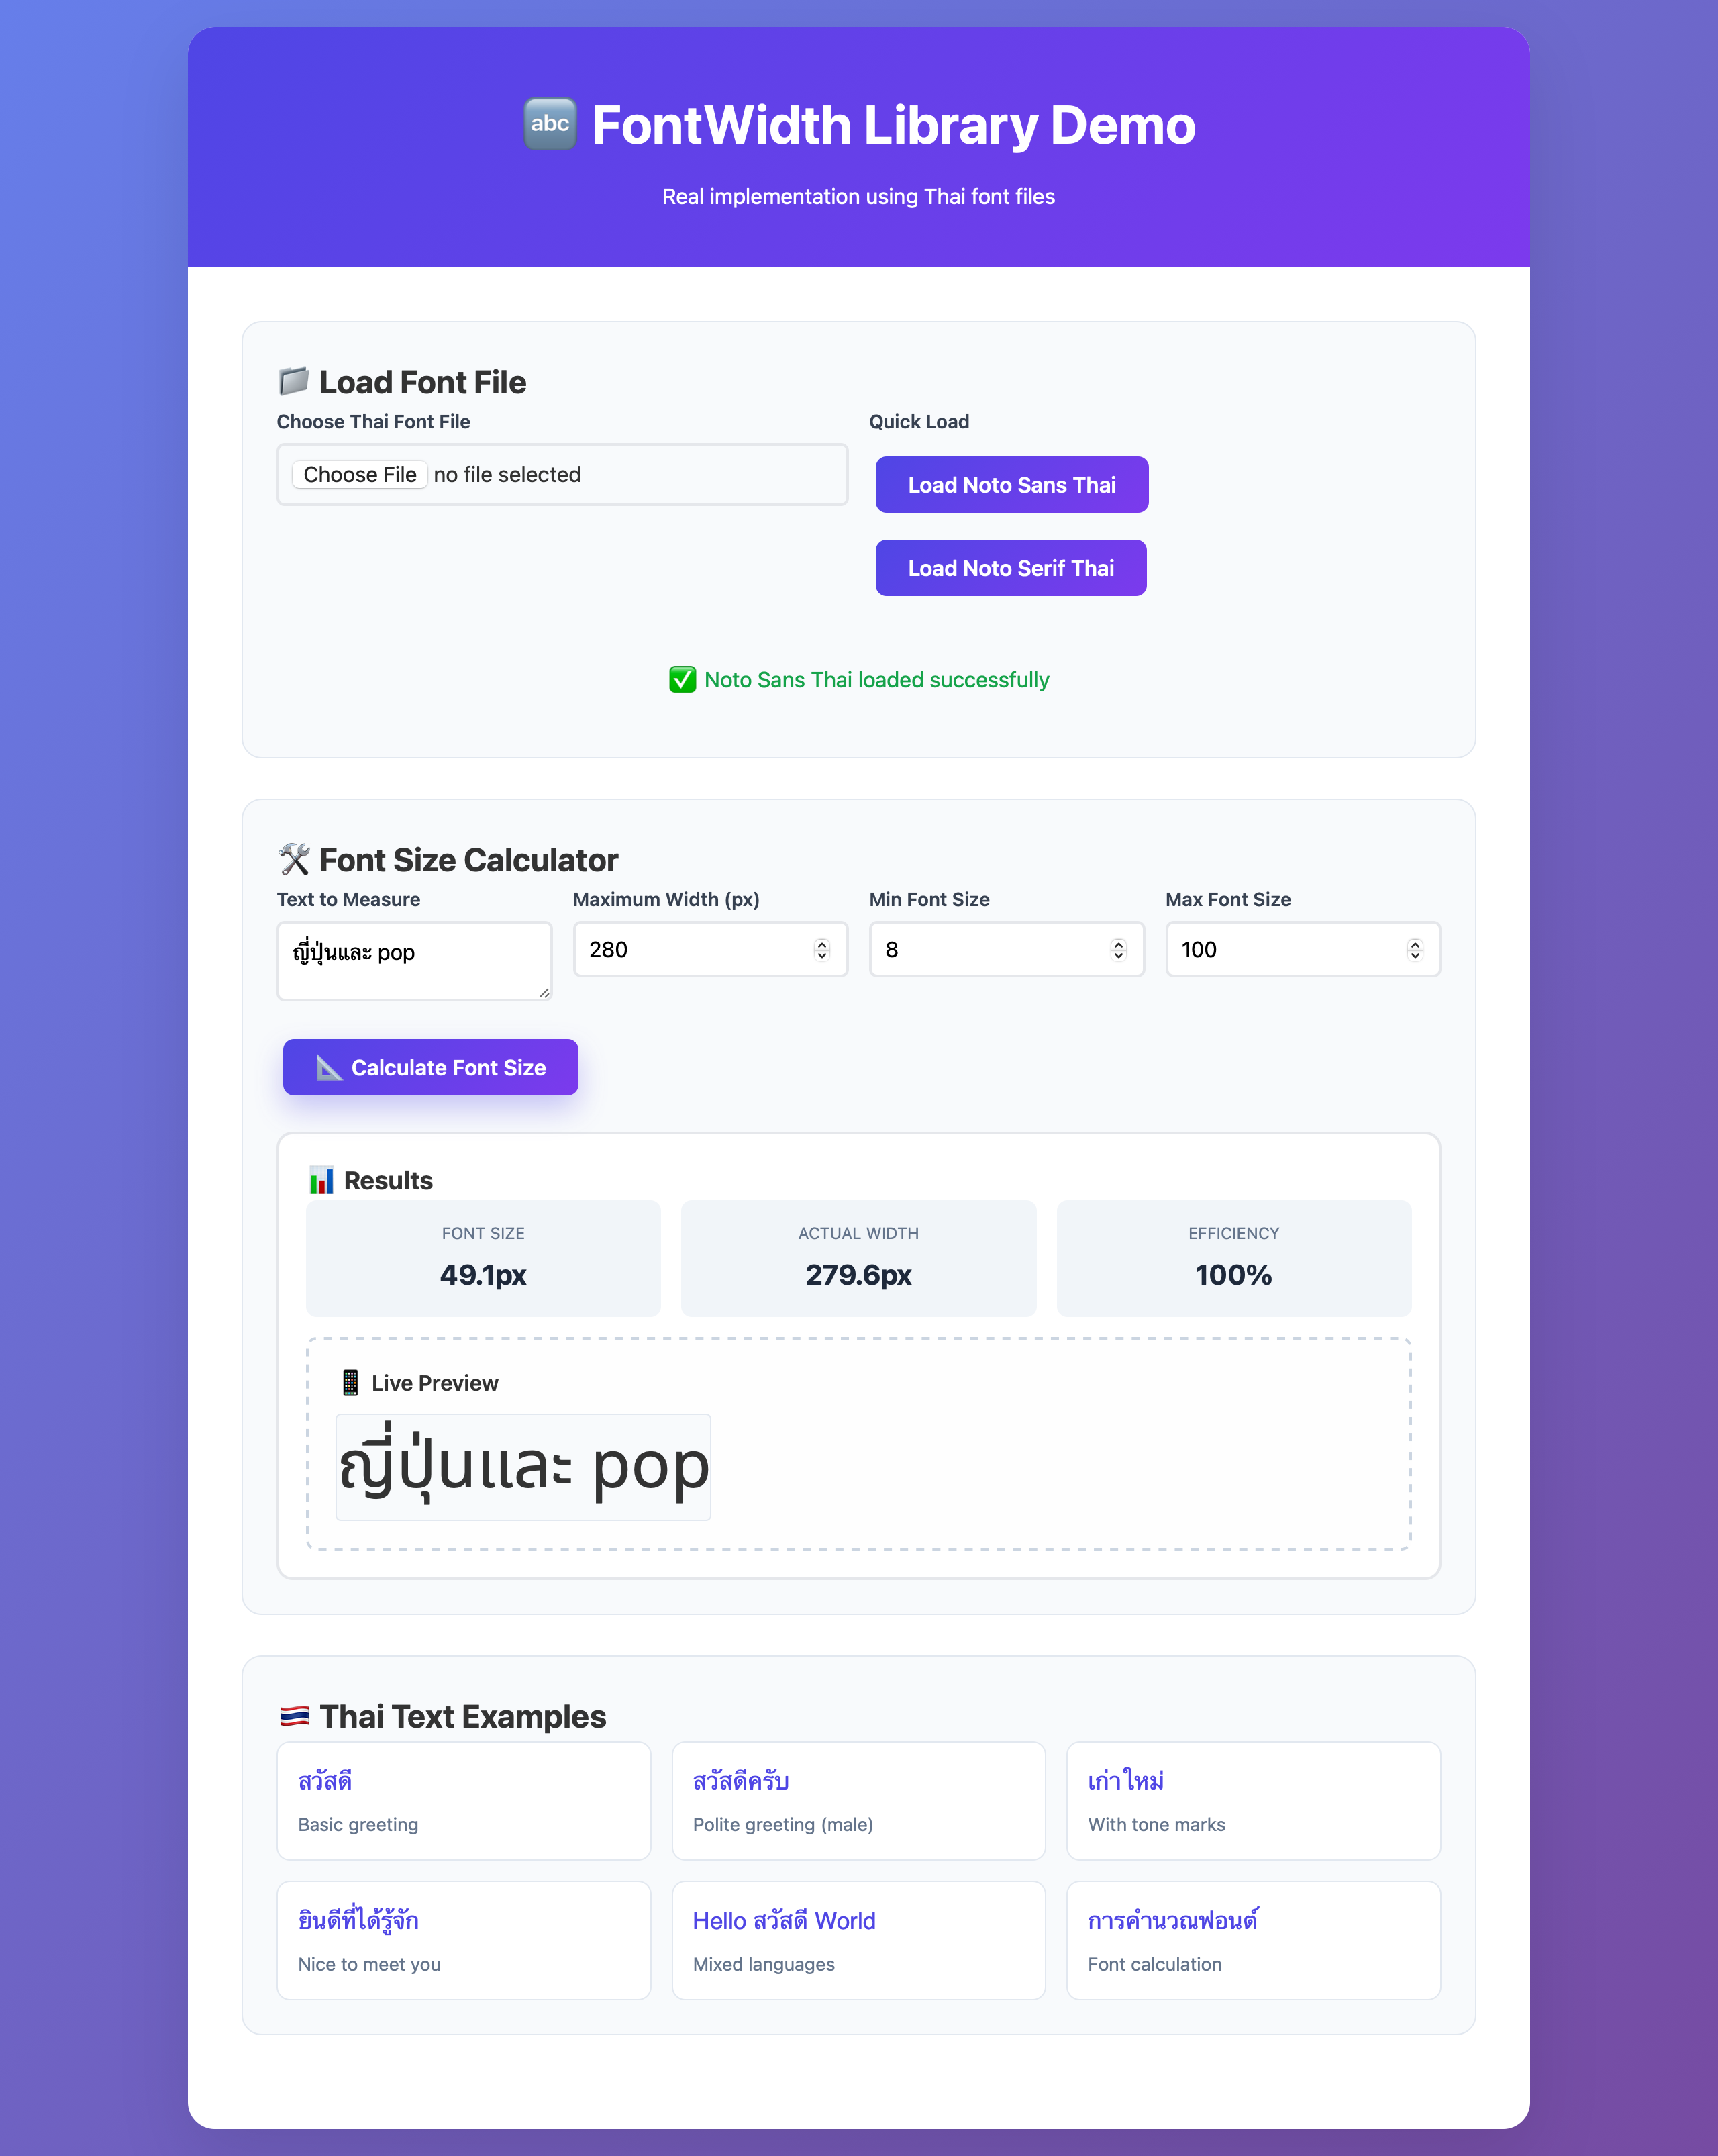 🔤 FontWidth Library Demo
Real implementation using Thai font files
📁 Load Font File
Choose Thai Font File
Choose File no file selected
Quick Load
Load Noto Sans Thai
Load Noto Serif Thai
✅ Noto Sans Thai loaded successfully
🛠️ Font Size Calculator
Text to Measure
ญี่ปุ่นและ pop
Maximum Width (px)
280
Min Font Size
8
Max Font Size
100
📐 Calculate Font Size
📊 Results
FONT SIZE
49.1px
ACTUAL WIDTH
279.6px
EFFICIENCY
100%
📱 Live Preview
ญี่ปุ่นและ pop
🇹🇭 Thai Text Examples
สวัสดี
Basic greeting
สวัสดีครับ
Polite greeting (male)
เก่าใหม่
With tone marks
ยินดีที่ได้รู้จัก
Nice to meet you
Hello สวัสดี World
Mixed languages
การคำนวณฟอนต์
Font calculation